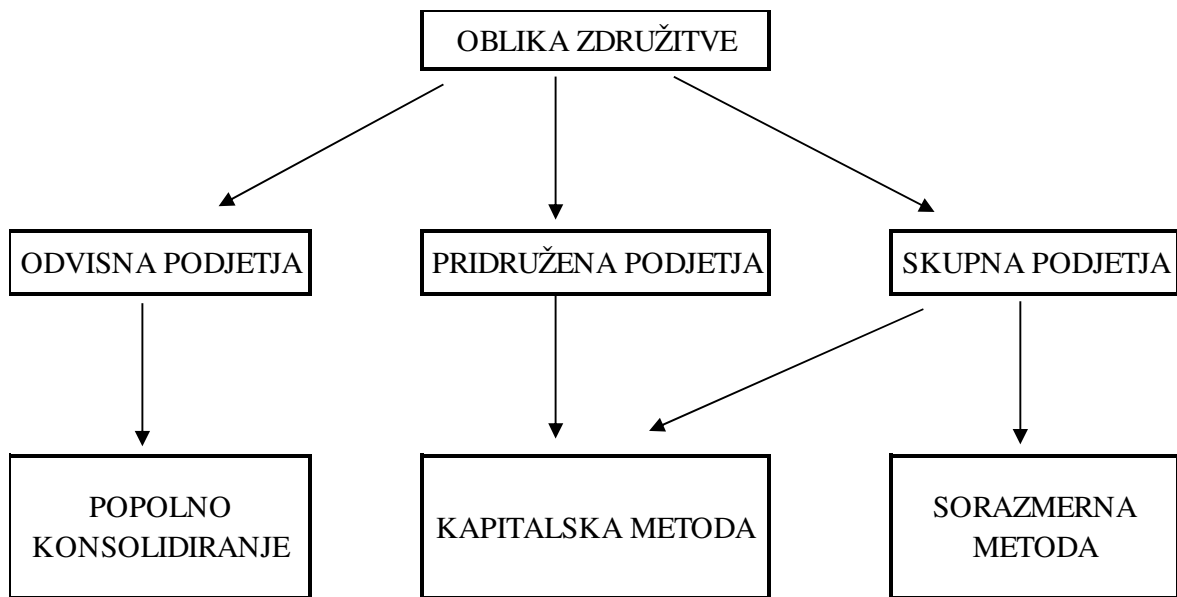 OBLIKA ZDRUŽITVE
ODVISNA PODJETJA
PRIDRUŽENA PODJETJA
SKUPNA PODJETJA
POPOLNO
KONSOLIDIRANJE
KAPITALSKA METODA
SORAZMERNA
METODA